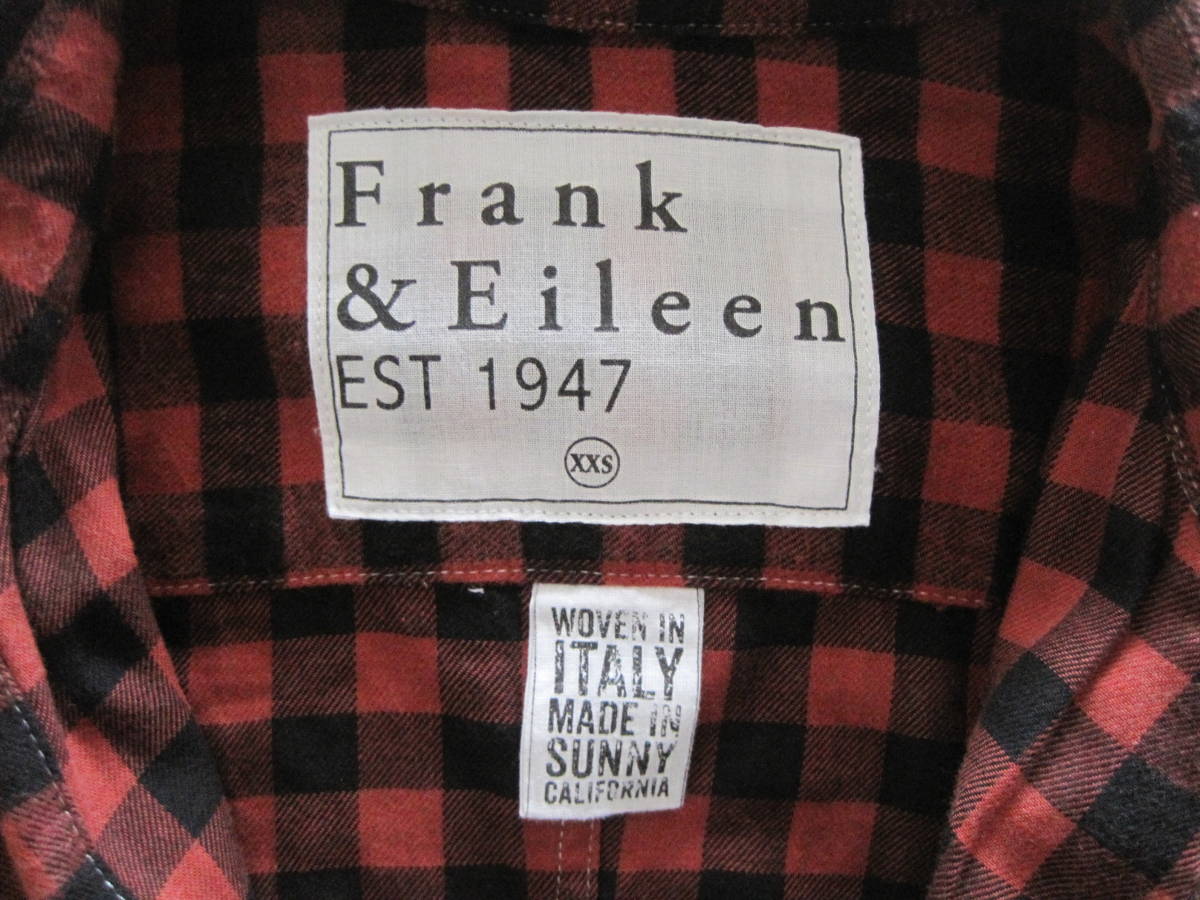 Frank
& Eileen
EST 1947
XXS
WOVEN IN
ITALY
MADE IN
SUNNY
CALIFORNIA